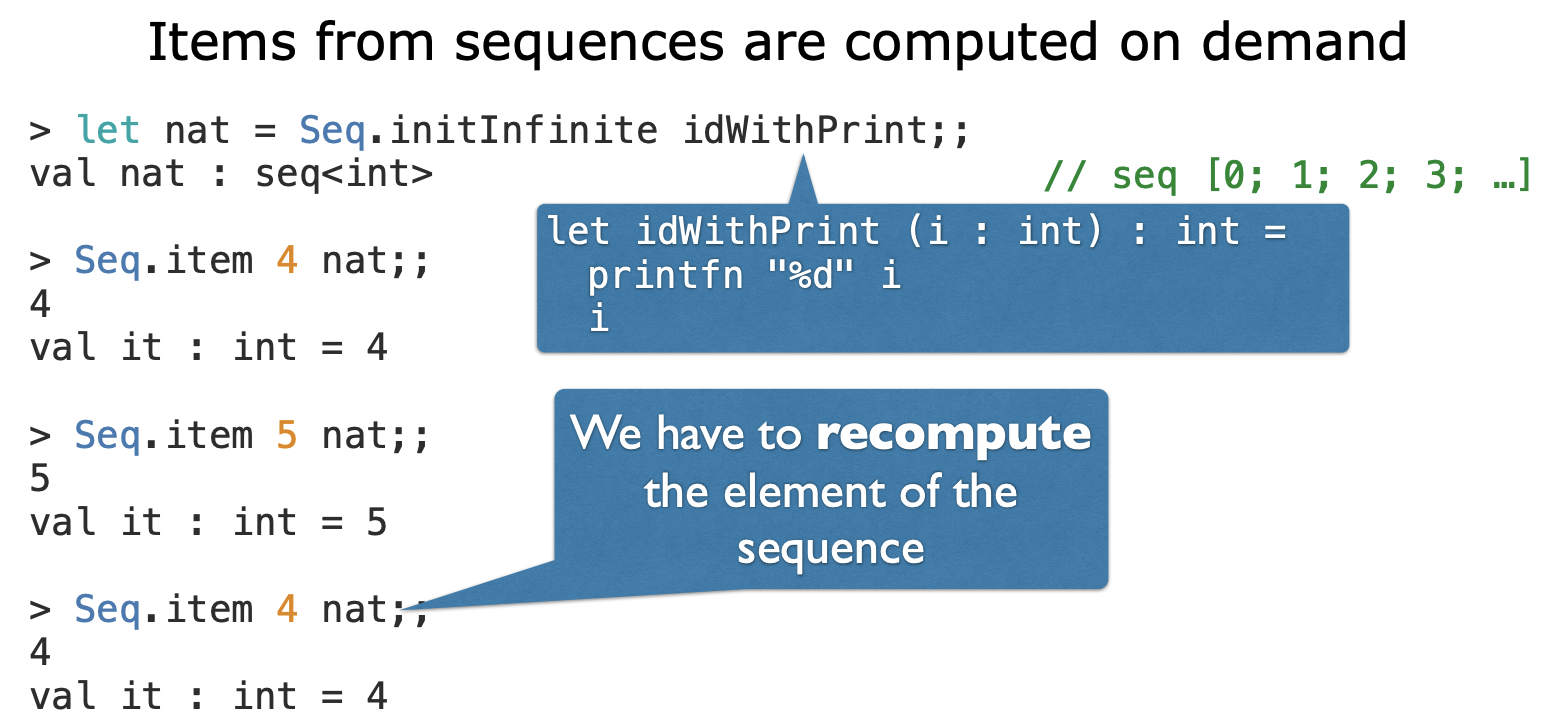 Items from sequences are computed on demand
> let nat = Seq.initInfinite idWithPrint;;
val nat : seq<int>
// seq [0; 1; 2; 3; …]
let idWithPrint (i : int) : int =
printfn "%d" i
i
> Seq.item 4 nat;;
4
val it : int = 4
> Seq.item 5 nat;;
5
val it : int = 5
We have to recompute
the element of the
sequence
> Seq.item 4 nat;;
4
val it : int = 4